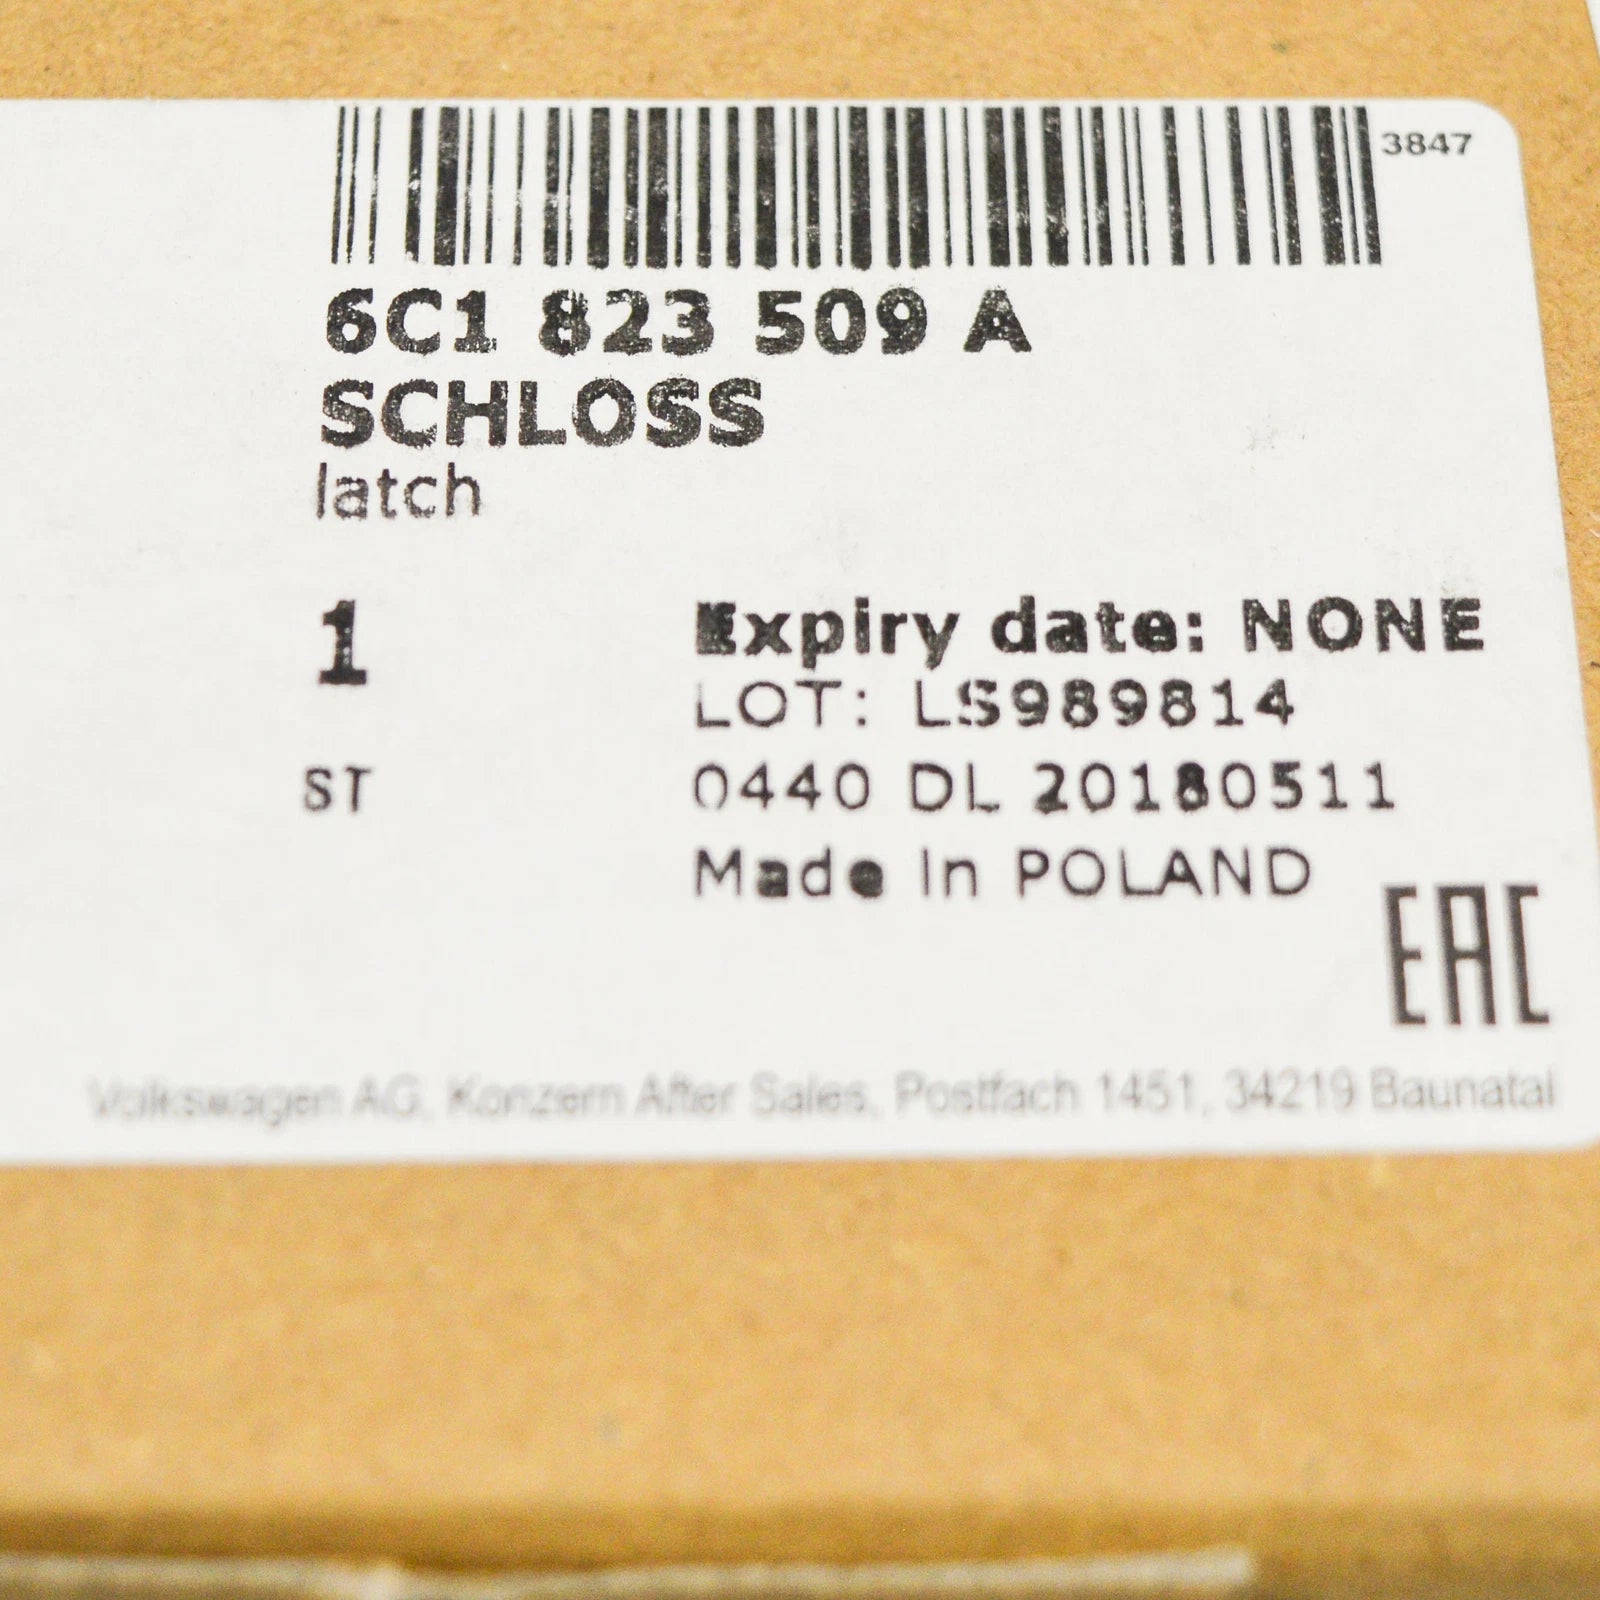 3847
6C1 823 509 A
SCHLOSS
latch
1
Expiry date: NONE
LOT: LS989814
ST
0440 DL 20180511
Made In POLAND
EAC
Volkswagen AG, Konzern After Sales, Postfach 1451, 34219 Baunatal